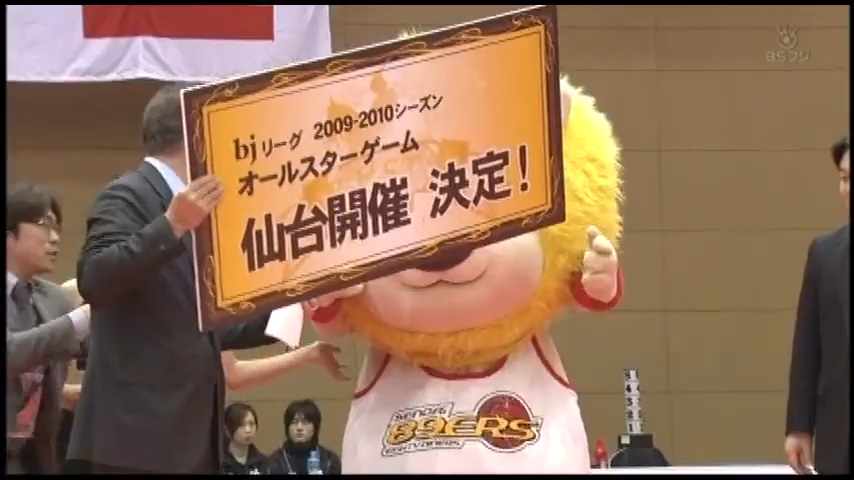 BSフジ
bjリーグ 2009-2010シーズン
オールスターゲーム
仙台開催 決定!
SENDAI
89ERS
EIGHTYNINERS